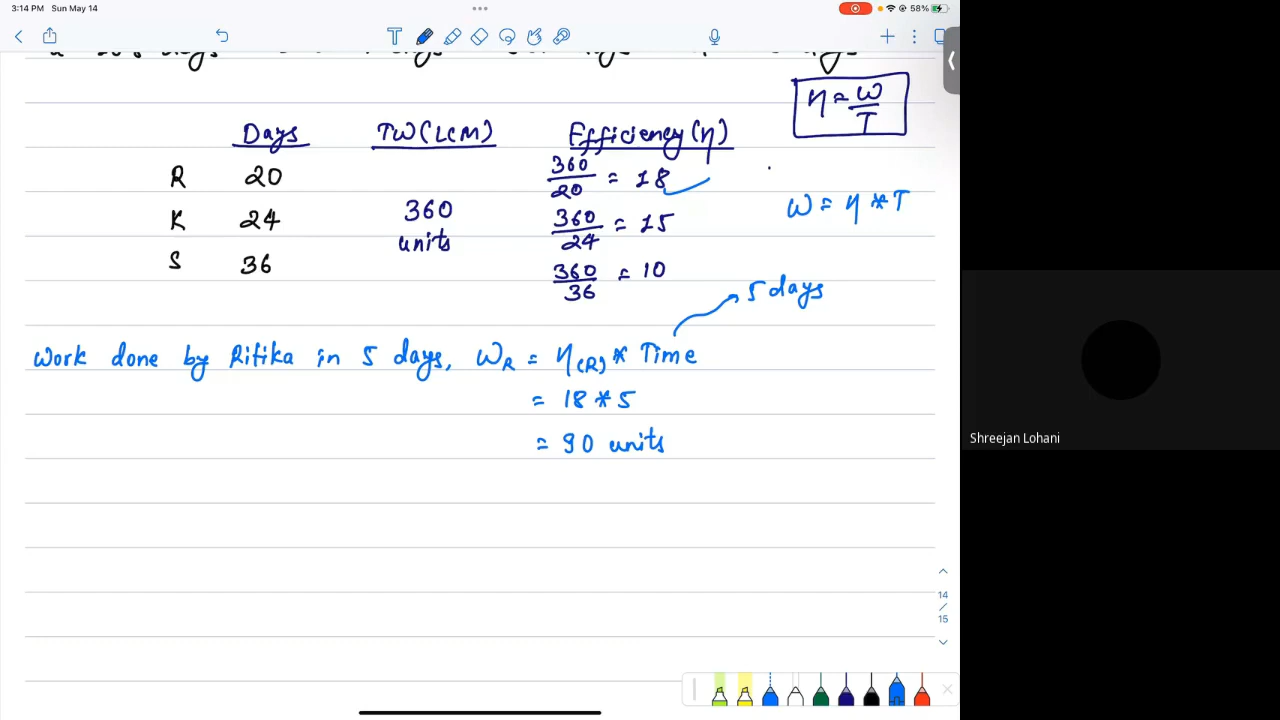 3:14 PM Sun May 14
58%
days
days
η = W/T
Days TW(LCM) Efficiency(η)
R 20 360/20 = 18
W = η * T
K 24 360 units 360/24 = 15
S 36 360/36 = 10
5 days
Work done by Ritika in 5 days, W_R = η(R) * Time
= 18 * 5
= 90 units
Shreejan Lohani
14
/
15